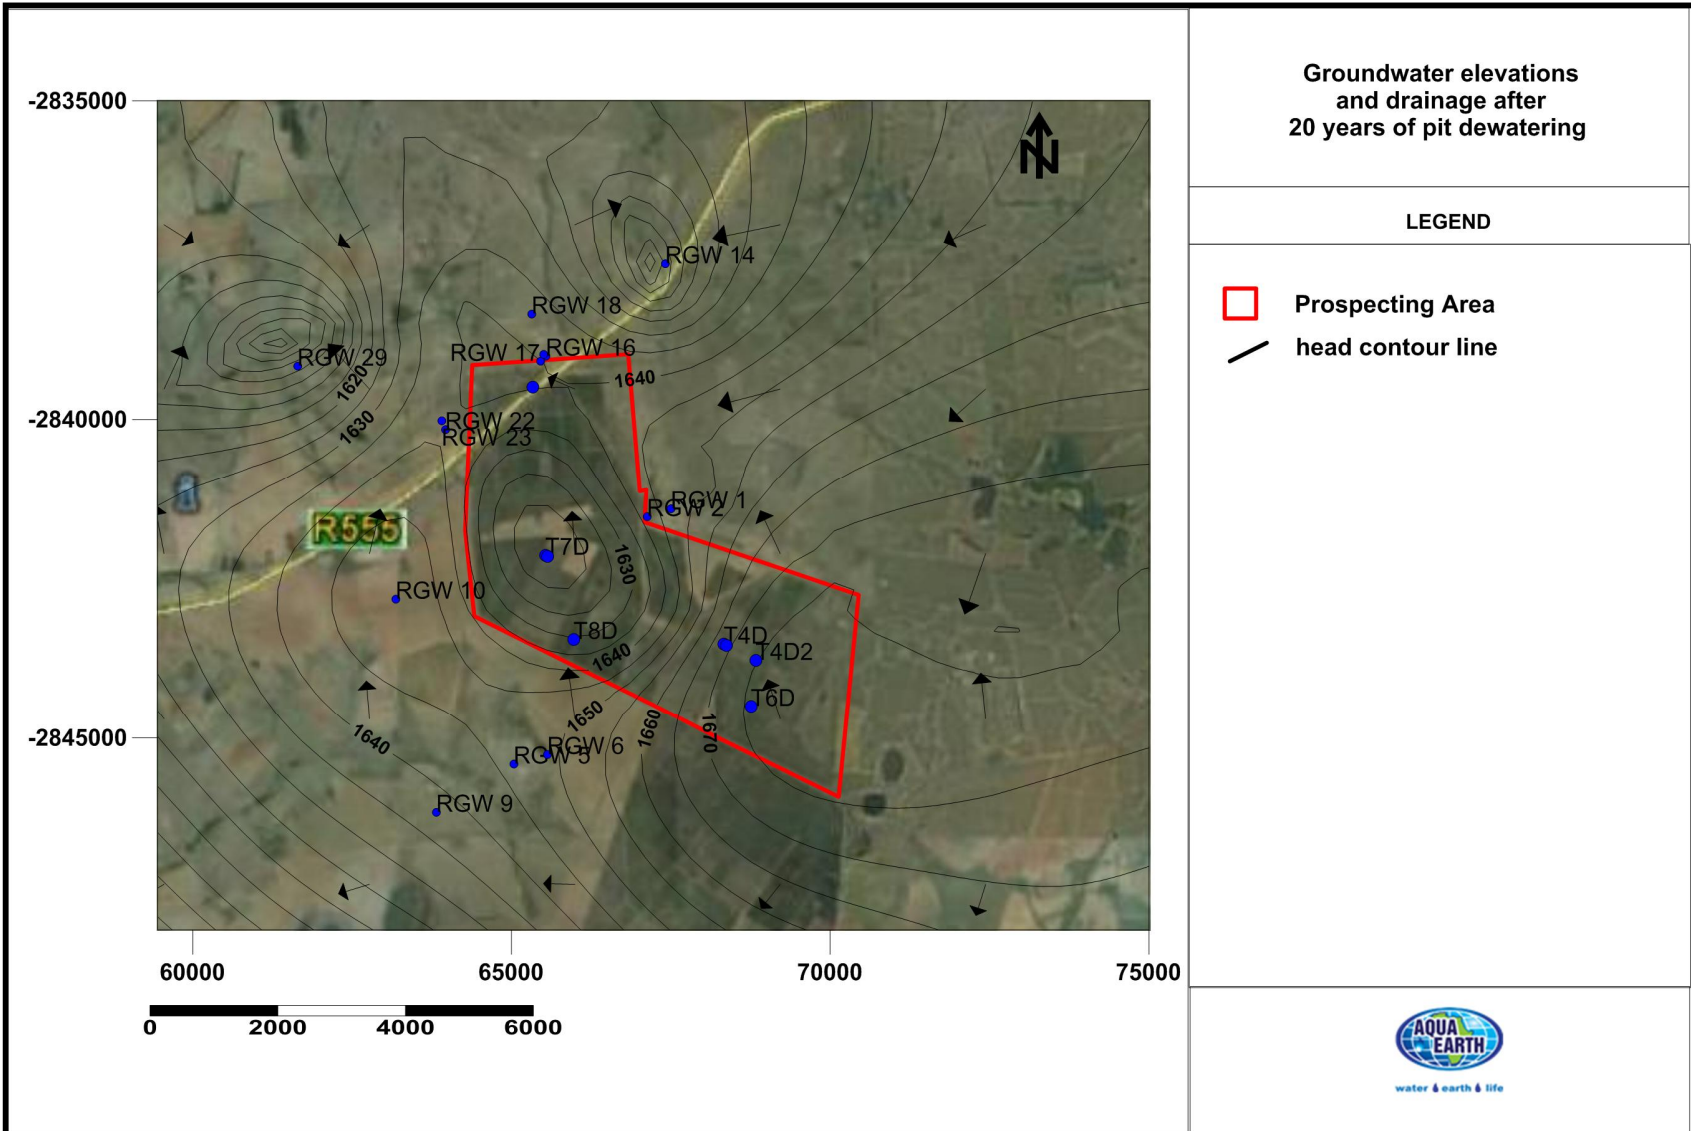 Groundwater elevations
and drainage after
20 years of pit dewatering
LEGEND
Prospecting Area
head contour line
-2835000
-2840000
-2845000
N
RGW 14
RGW 18
RGW 17
RGW 16
RGW 29
1620
1630
1640
RGW 22
RGW 23
RGW 1
RGW 2
R555
T7D
1630
RGW 10
T8D
1640
T4D
T4D2
T6D
1650
1660
1670
1640
RGW 6
RGW 5
RGW 9
60000
65000
70000
75000
0
2000
4000
6000
AQUA
EARTH
water earth life